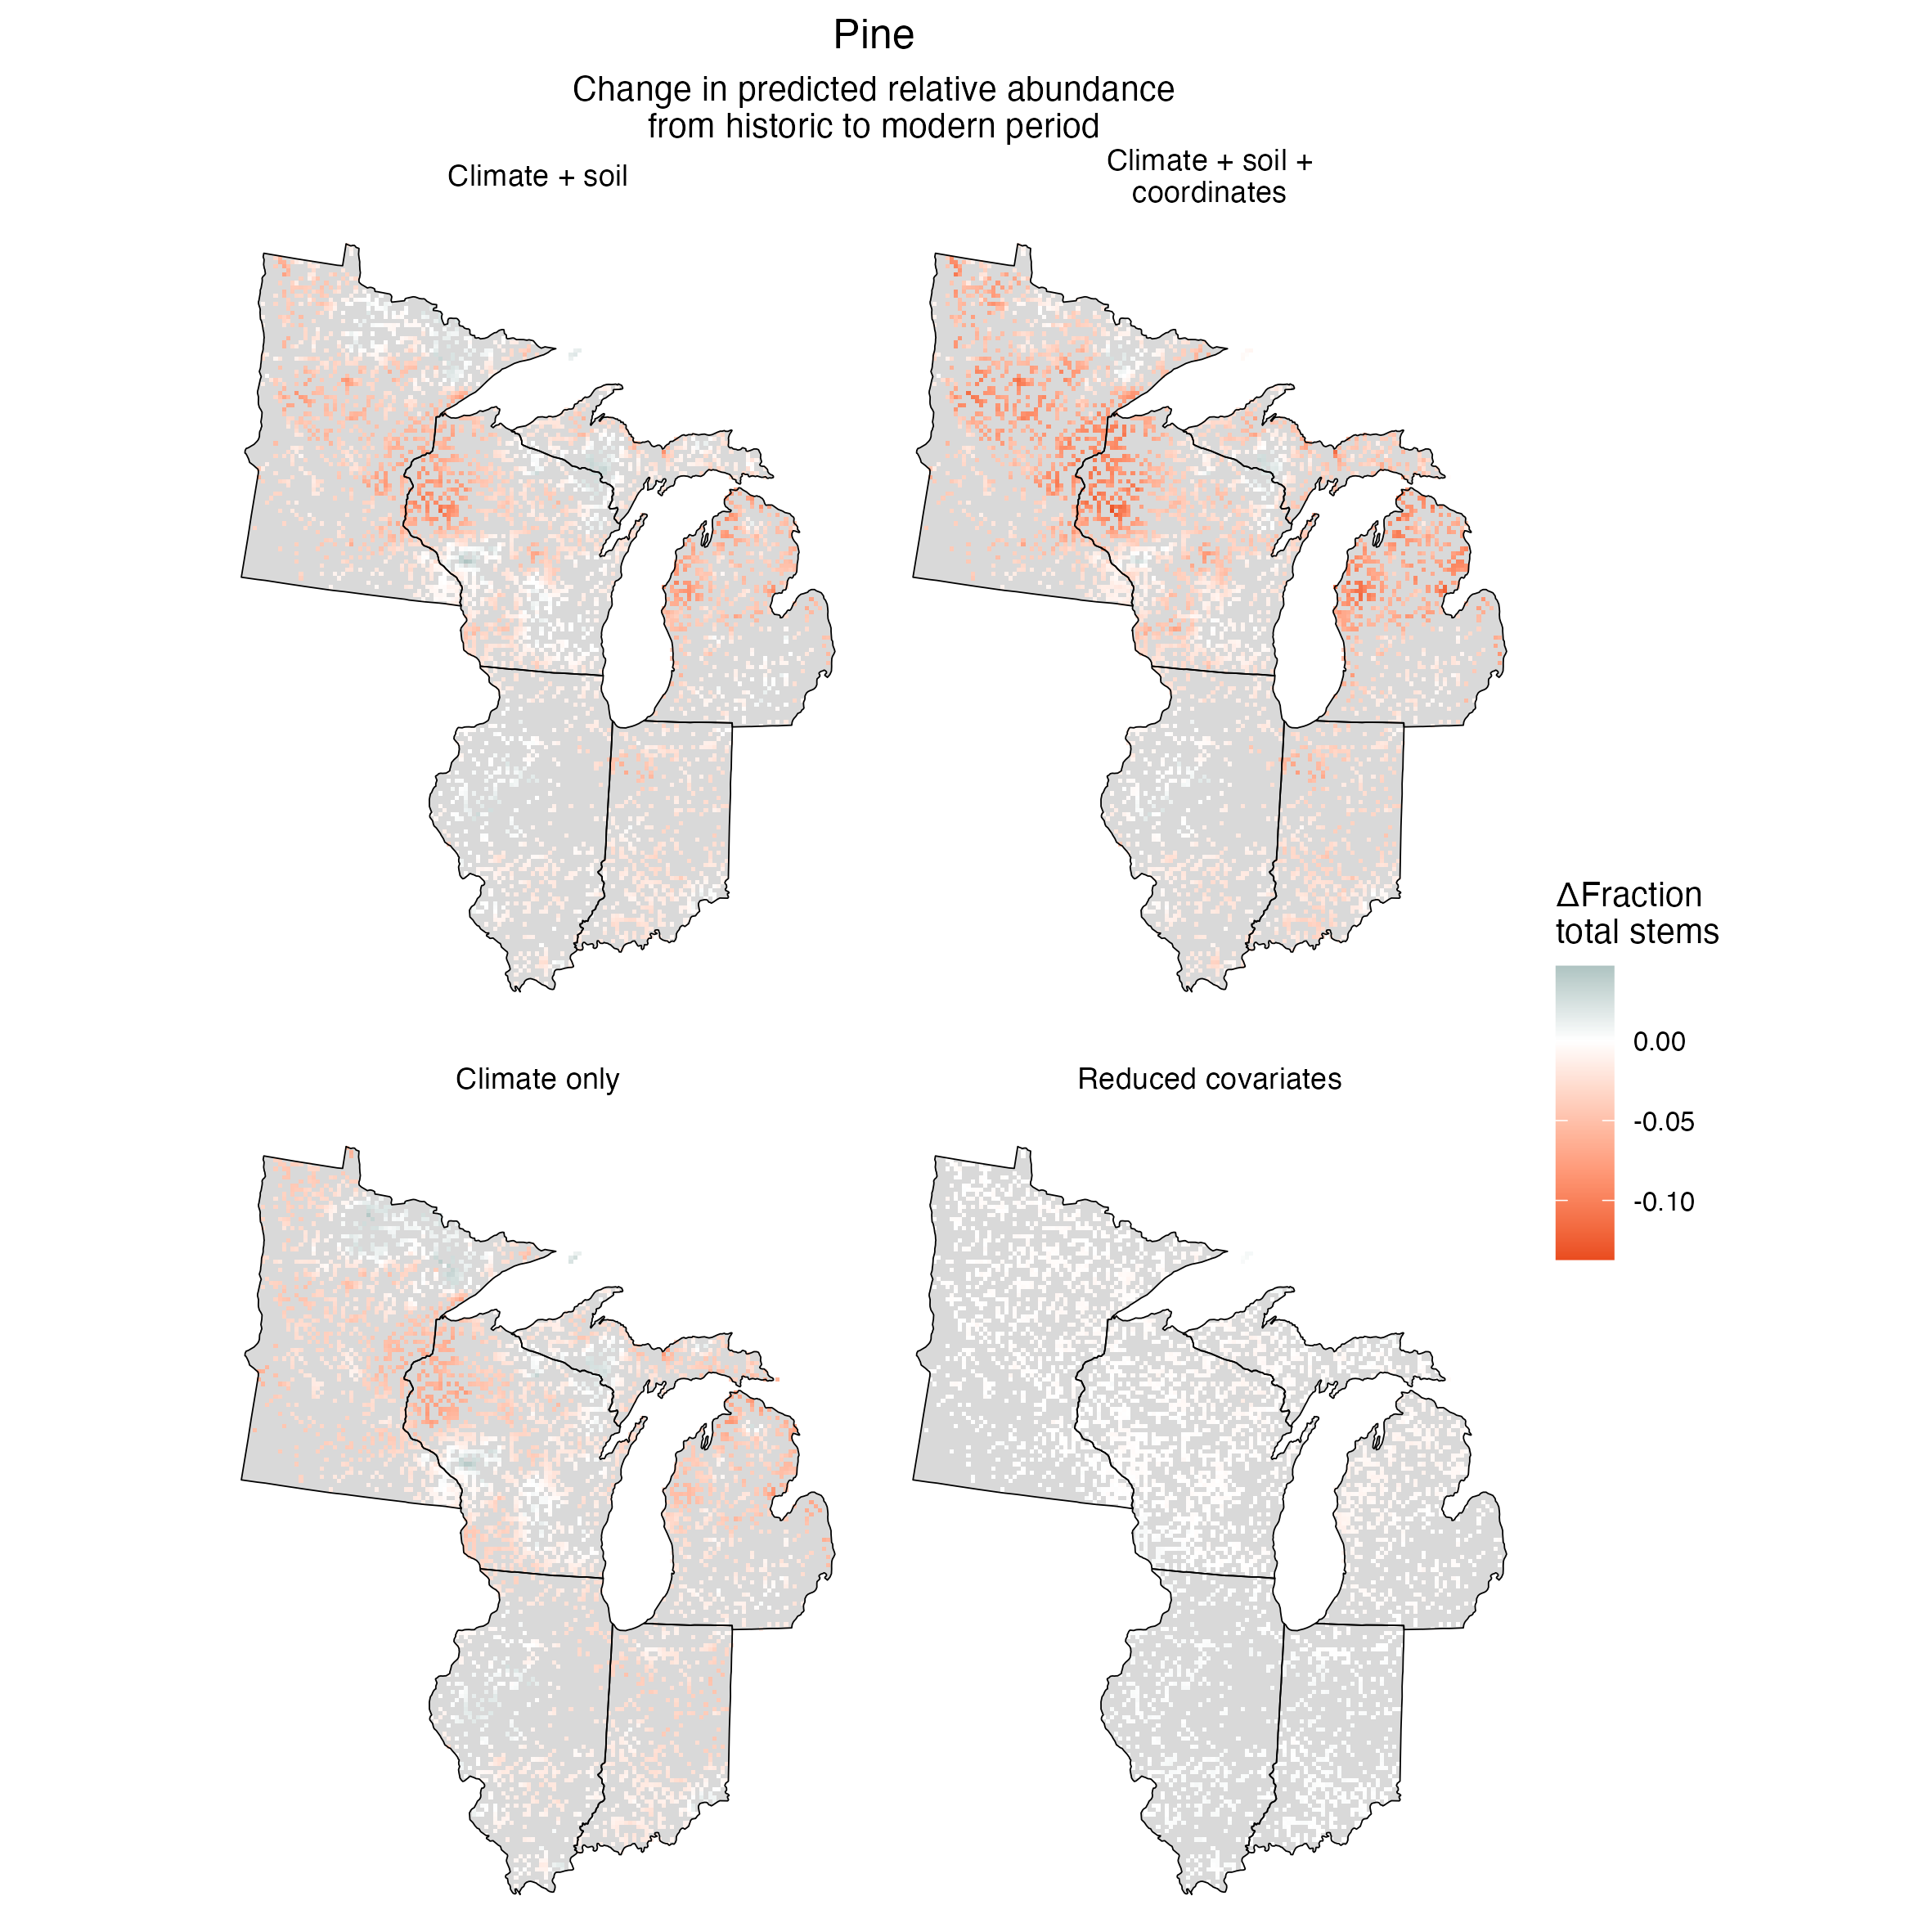 Pine
Change in predicted relative abundance
from historic to modern period
Climate + soil
Climate + soil +
coordinates
ΔFraction
total stems
0.00
-0.05
-0.10
Climate only
Reduced covariates